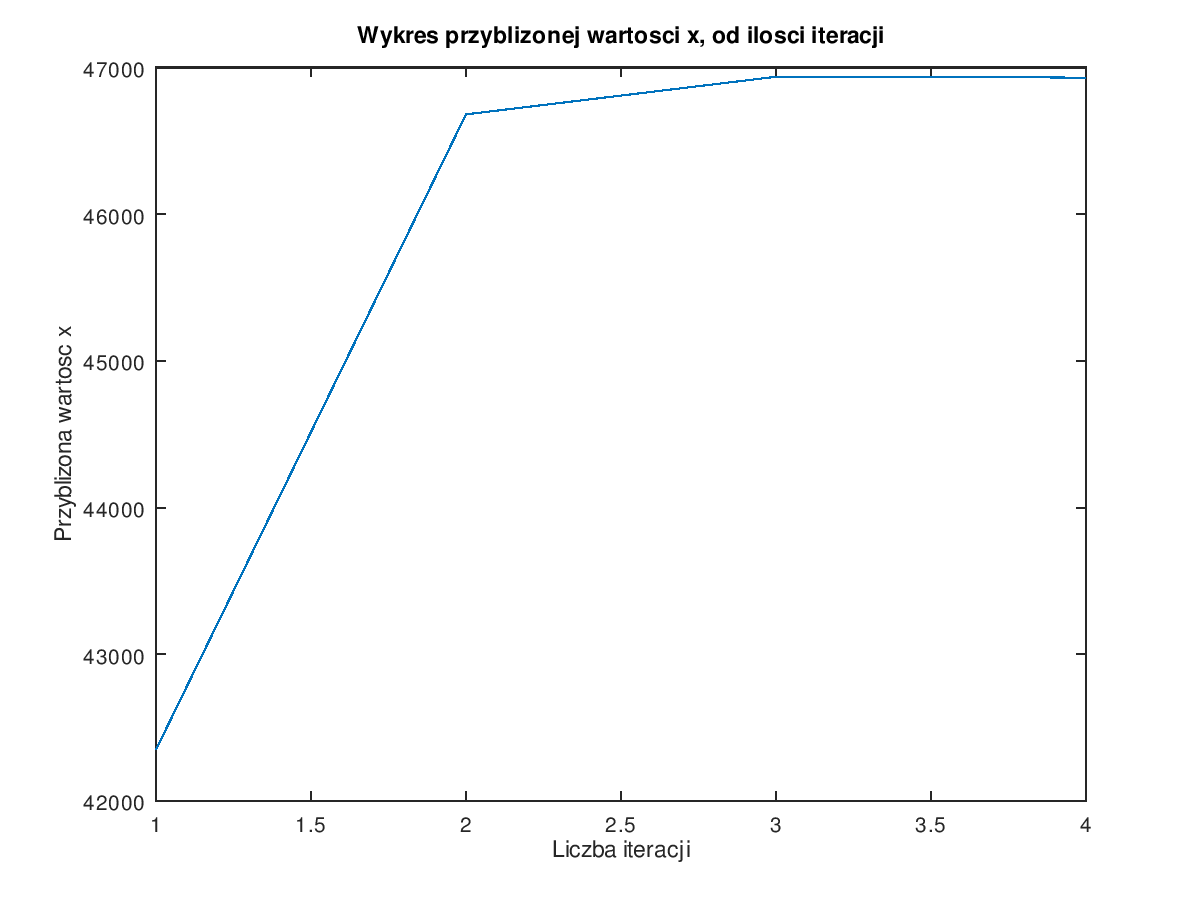 Wykres przyblizonej wartosci x, od ilosci iteracji
47000
46000
45000
44000
43000
42000
Przyblizona wartosc x
1 1.5 2 2.5 3 3.5 4
Liczba iteracji